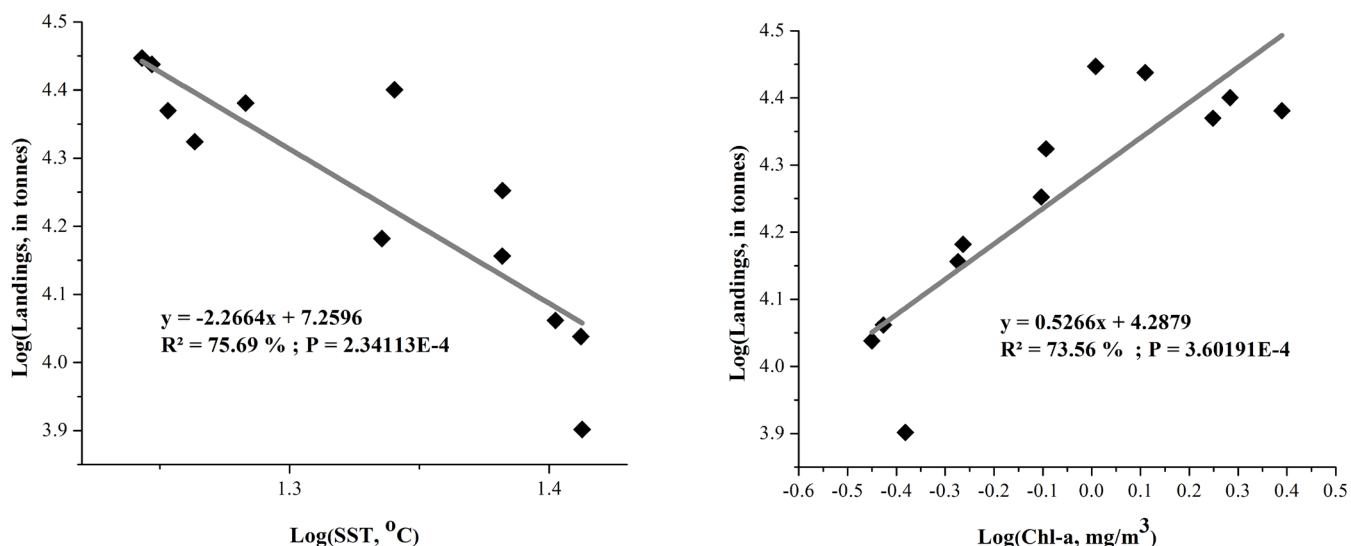 Log(Landings, in tonnes)
4.5
4.4
4.3
4.2
4.1
4.0
3.9
y = -2.2664x + 7.2596
R² = 75.69 % ; P = 2.34113E-4
1.3 1.4
Log(SST, ⁰C)
Log(Landings, in tonnes)
4.5
4.4
4.3
4.2
4.1
4.0
3.9
y = 0.5266x + 4.2879
R² = 73.56 % ; P = 3.60191E-4
-0.6 -0.5 -0.4 -0.3 -0.2 -0.1 0.0 0.1 0.2 0.3 0.4 0.5
Log(Chl-a, mg/m³)